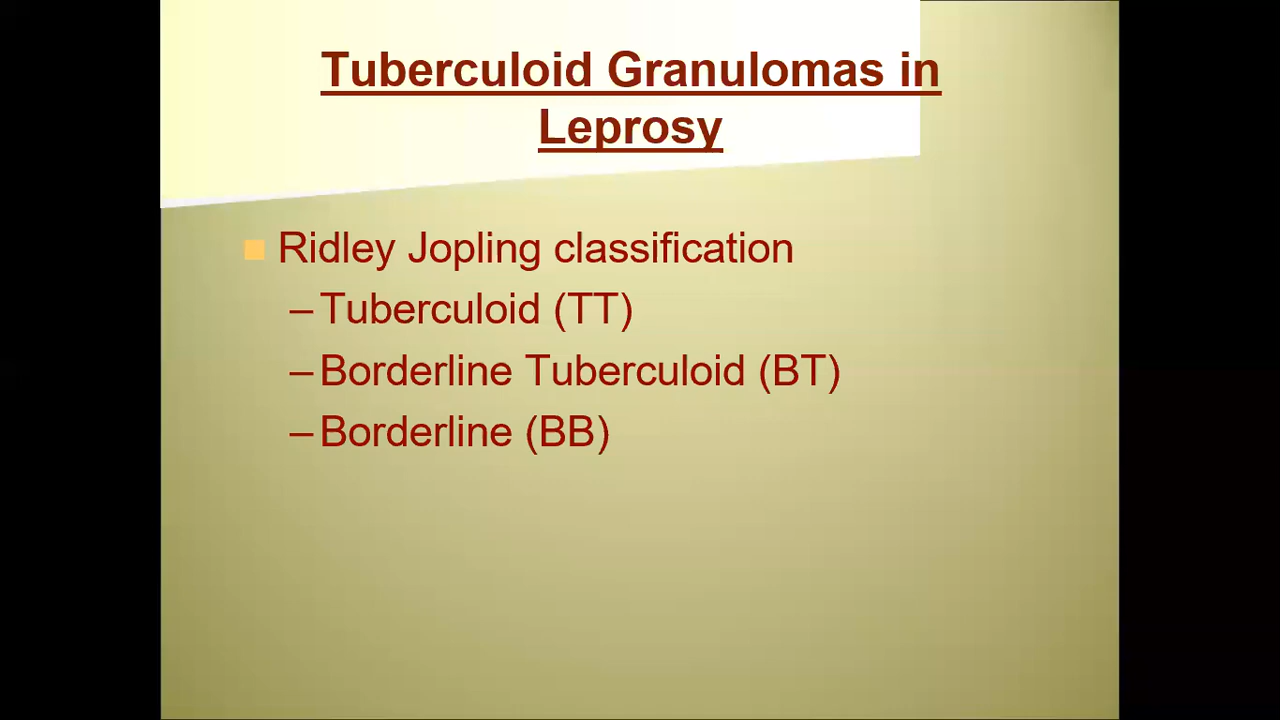 Tuberculoid Granulomas in
Leprosy
Ridley Jopling classification
–Tuberculoid (TT)
–Borderline Tuberculoid (BT)
–Borderline (BB)